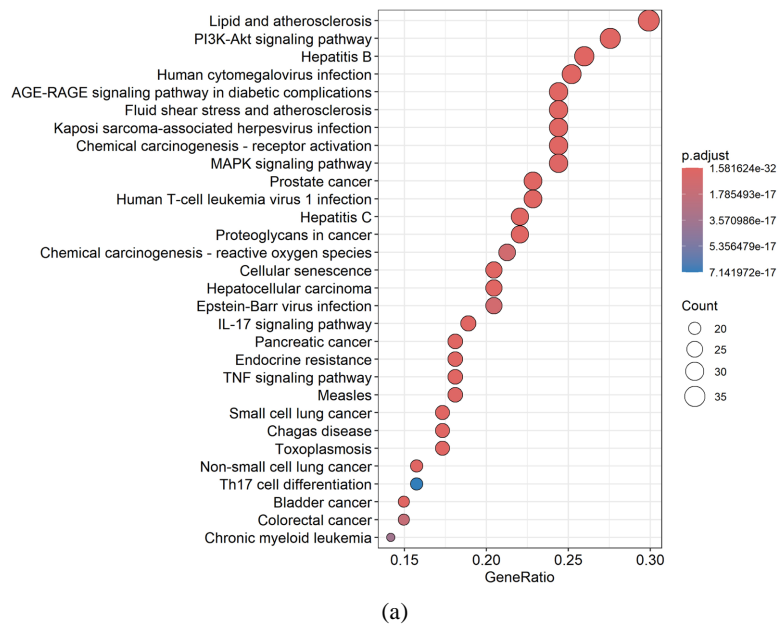 Lipid and atherosclerosis
PI3K-Akt signaling pathway
Hepatitis B
Human cytomegalovirus infection
AGE-RAGE signaling pathway in diabetic complications
Fluid shear stress and atherosclerosis
Kaposi sarcoma-associated herpesvirus infection
Chemical carcinogenesis - receptor activation
MAPK signaling pathway
Prostate cancer
Human T-cell leukemia virus 1 infection
Hepatitis C
Proteoglycans in cancer
Chemical carcinogenesis - reactive oxygen species
Cellular senescence
Hepatocellular carcinoma
Epstein-Barr virus infection
IL-17 signaling pathway
Pancreatic cancer
Endocrine resistance
TNF signaling pathway
Measles
Small cell lung cancer
Chagas disease
Toxoplasmosis
Non-small cell lung cancer
Th17 cell differentiation
Bladder cancer
Colorectal cancer
Chronic myeloid leukemia
0.15 0.20 0.25 0.30
GeneRatio
p.adjust
1.581624e-32
1.785493e-17
3.570986e-17
5.356479e-17
7.141972e-17
Count
20
25
30
35
(a)